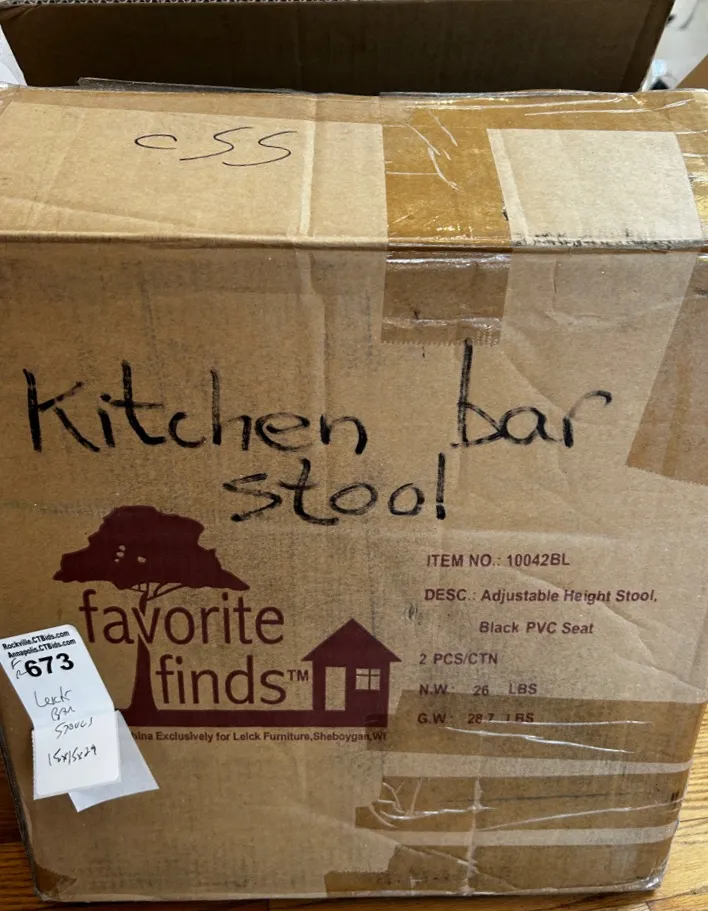 CSS
Kitchen bar
stool
favorite
finds™
ITEM NO.: 10042BL
DESC.: Adjustable Height Stool,
Black PVC Seat
2 PCS/CTN
N.W: 26 LBS
G.W: 28.7 LBS
hina Exclusively for Leick Furniture,Sheboygan,WI
Rockville.CTBids.com
Annapolis.CTBids.com
673
Leick
Bar
Stools